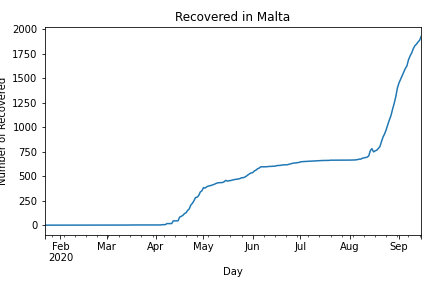 Recovered in Malta
Number of Recovered
2000
1750
1500
1250
1000
750
500
250
0
Feb
2020
Mar
Apr
May
Jun
Jul
Aug
Sep
Day